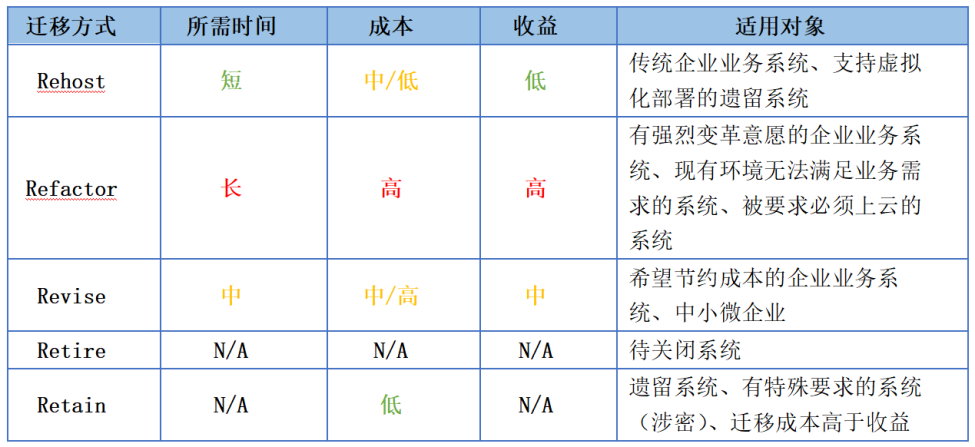 迁移方式 所需时间 成本 收益 适用对象
Rehost 短 中/低 低 传统企业业务系统、支持虚拟
化部署的遗留系统
Refactor 长 高 高 有强烈变革意愿的企业业务系
统、现有环境无法满足业务需
求的系统、被要求必须上云的
系统
Revise 中 中/高 中 希望节约成本的企业业务系
统、中小微企业
Retire N/A N/A N/A 待关闭系统
Retain N/A 低 N/A 遗留系统、有特殊要求的系统
（涉密）、迁移成本高于收益